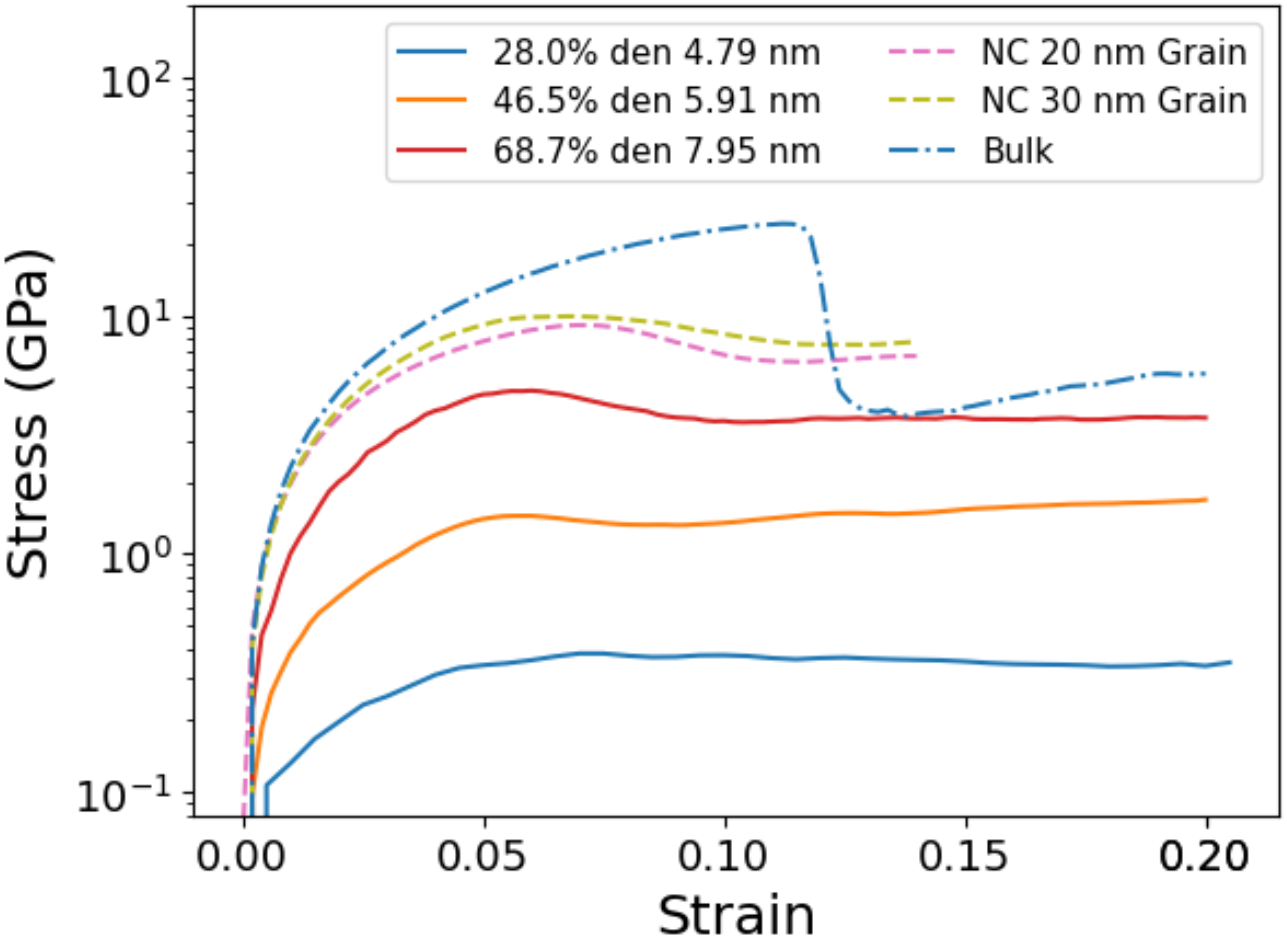 28.0% den 4.79 nm
46.5% den 5.91 nm
68.7% den 7.95 nm
NC 20 nm Grain
NC 30 nm Grain
Bulk
Stress (GPa)
10²
10¹
10⁰
10⁻¹
0.00 0.05 0.10 0.15 0.20
Strain